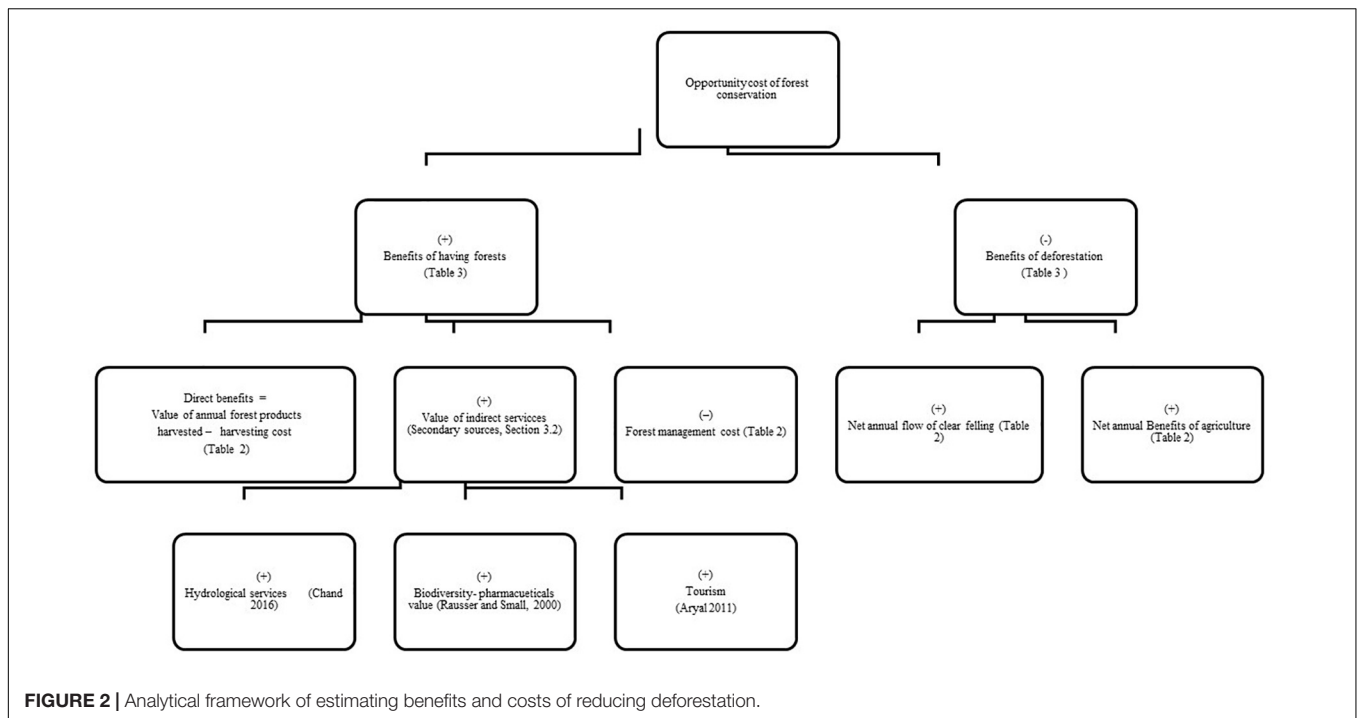 Opportunity cost of forest
conservation
(+)
Benefits of having forests
(Table 3)
(-)
Benefits of deforestation
(Table 3 )
Direct benefits =
Value of annual forest products
harvested – harvesting cost
(Table 2)
(+)
Value of indirect servicces
(Secondary sources, Section 3.2)
(–)
Forest management cost (Table 2)
(+)
Net annual flow of clear felling (Table
2)
(+)
Net annual Benefits of agriculture
(Table 2)
(+)
Hydrological services (Chand
2016)
(+)
Biodiversity- pharmacueticals
value (Rausser and Small, 2000)
(+)
Tourism
(Aryal 2011)
FIGURE 2 | Analytical framework of estimating benefits and costs of reducing deforestation.